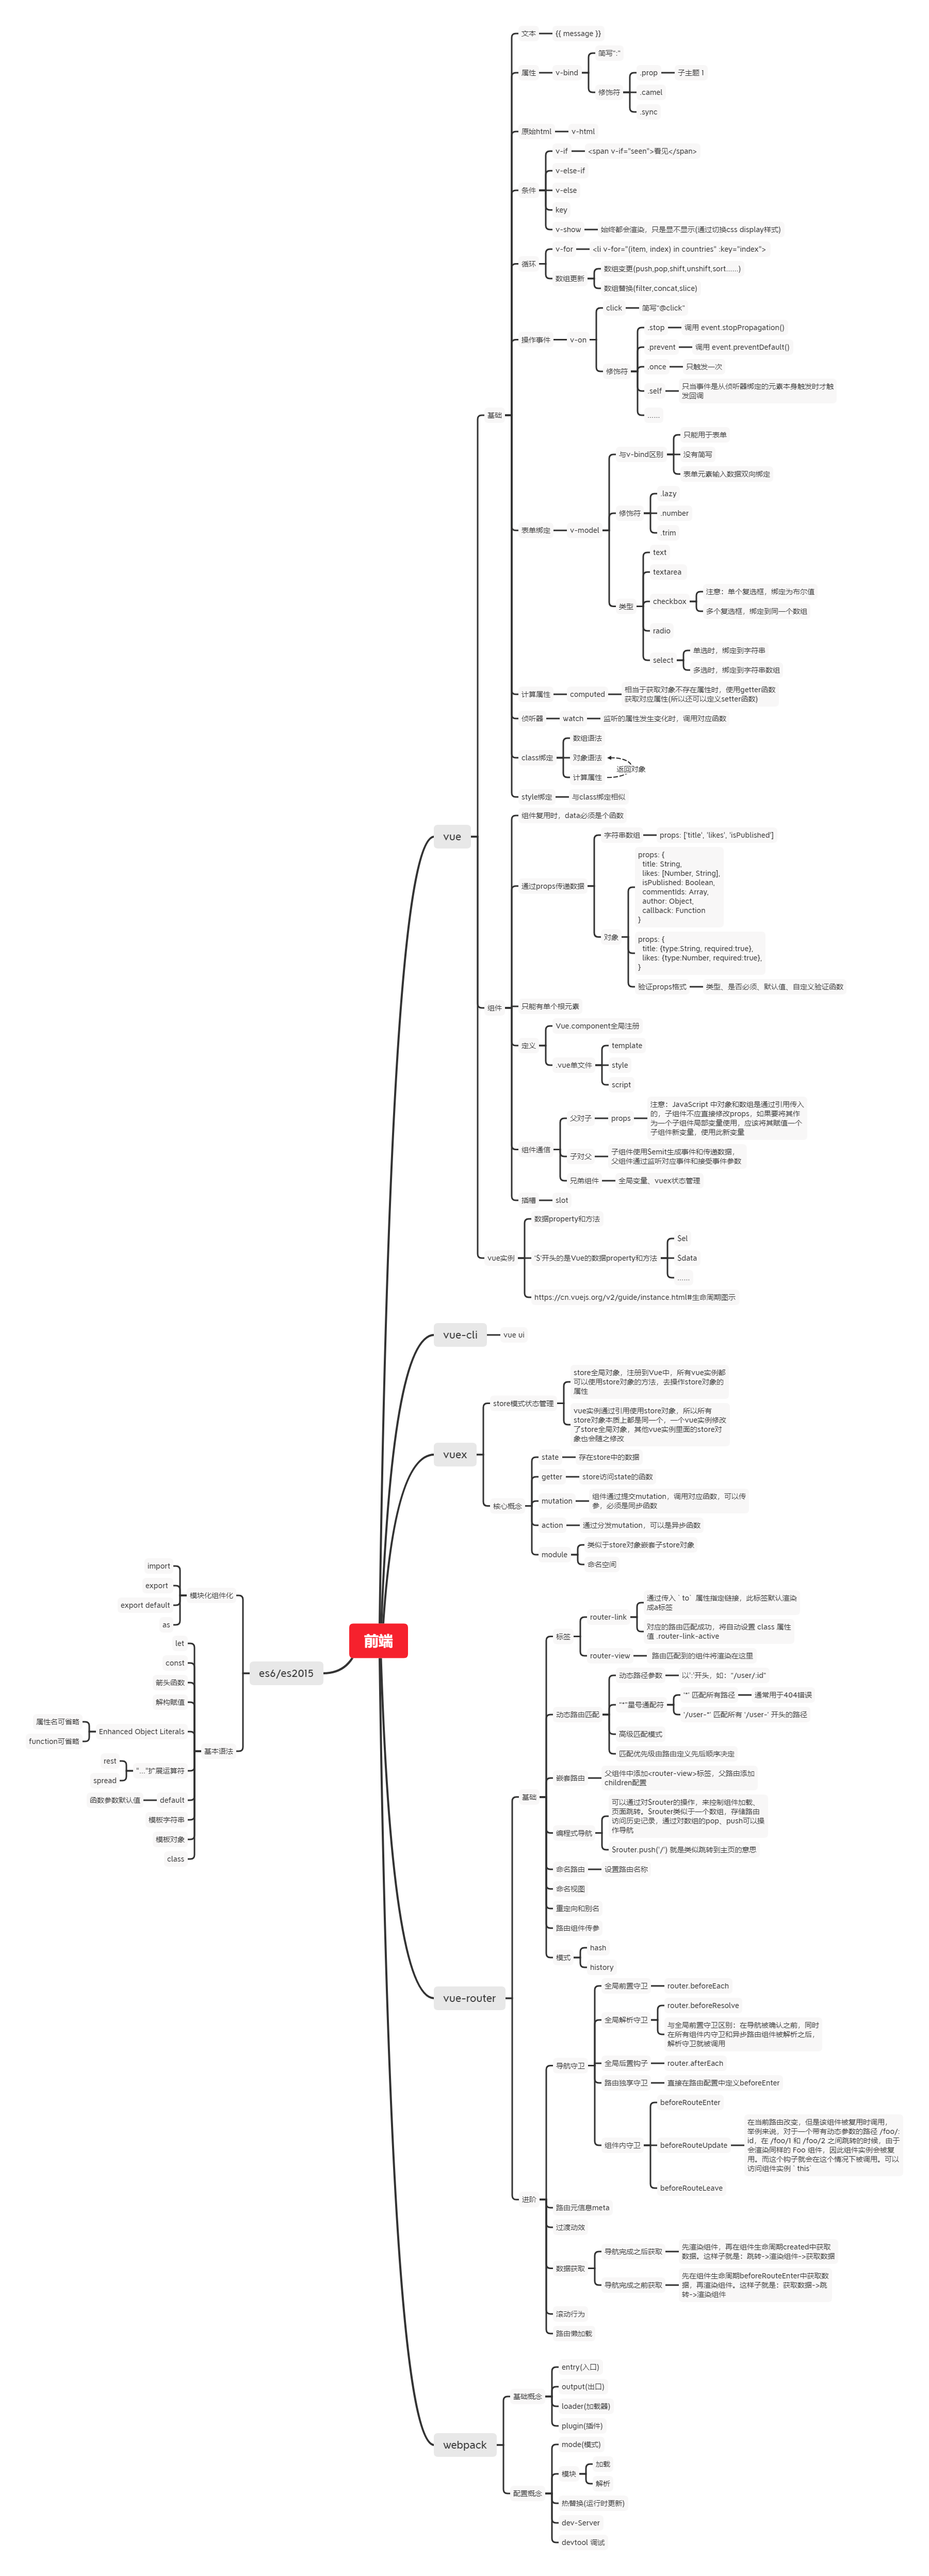 文本
{{ message }}
属性
v-bind
简写":"
修饰符
.prop
子主题 1
.camel
.sync
原始html
v-html
条件
v-if
<span v-if="seen">看见</span>
v-else-if
v-else
key
v-show
始终都会渲染，只是显不显示(通过切换css display样式)
循环
v-for
<li v-for="(item, index) in countries" :key="index">
数组更新
数组变更(push,pop,shift,unshift,sort……)
数组替换(filter,concat,slice)
操作事件
v-on
click
简写"@click"
修饰符
.stop
调用 event.stopPropagation()
.prevent
调用 event.preventDefault()
.once
只触发一次
.self
只当事件是从侦听器绑定的元素本身触发时才触
发回调
……
基础
表单绑定
v-model
与v-bind区别
只能用于表单
没有简写
表单元素输入数据双向绑定
修饰符
.lazy
.number
.trim
类型
text
textarea
checkbox
注意：单个复选框，绑定为布尔值
多个复选框，绑定到同一个数组
radio
select
单选时，绑定到字符串
多选时，绑定到字符串数组
计算属性
computed
相当于获取对象不存在属性时，使用getter函数
获取对应属性(所以还可以定义setter函数)
侦听器
watch
监听的属性发生变化时，调用对应函数
class绑定
数组语法
对象语法
计算属性
返回对象
style绑定
与class绑定相似
vue
组件
组件复用时，data必须是个函数
通过props传递数据
字符串数组
props: ['title', 'likes', 'isPublished']
对象
props: {
title: String,
likes: [Number, String],
isPublished: Boolean,
commentIds: Array,
author: Object,
callback: Function
}
props: {
title: {type:String, required:true},
likes: {type:Number, required:true},
}
验证props格式
类型、是否必须、默认值、自定义验证函数
只能有单个根元素
定义
Vue.component全局注册
.vue单文件
template
style
script
组件通信
父对子
props
注意：JavaScript 中对象和数组是通过引用传入
的，子组件不应直接修改props，如果要将其作
为一个子组件局部变量使用，应该将其赋值一个
子组件新变量，使用此新变量
子对父
子组件使用$emit生成事件和传递数据，
父组件通过监听对应事件和接受事件参数
兄弟组件
全局变量、vuex状态管理
插槽
slot
vue实例
数据property和方法
'$'开头的是Vue的数据property和方法
$el
$data
……
https://cn.vuejs.org/v2/guide/instance.html#生命周期图示
vue-cli
vue ui
vuex
store模式状态管理
store全局对象，注册到Vue中，所有vue实例都
可以使用store对象的方法，去操作store对象的
属性
vue实例通过引用使用store对象，所以所有
store对象本质上都是同一个，一个vue实例修改
了store全局对象，其他vue实例里面的store对
象也会随之修改
核心概念
state
存在store中的数据
getter
store访问state的函数
mutation
组件通过提交mutation，调用对应函数，可以传
参，必须是同步函数
action
通过分发mutation，可以是异步函数
module
类似于store对象嵌套子store对象
命名空间
前端
es6/es2015
模块化组件化
import
export
export default
as
基本语法
let
const
箭头函数
解构赋值
Enhanced Object Literals
属性名可省略
function可省略
"…"扩展运算符
rest
spread
default
函数参数默认值
模板字符串
模板对象
class
vue-router
基础
标签
router-link
通过传入 `to` 属性指定链接，此标签默认渲染
成a标签
对应的路由匹配成功，将自动设置 class 属性
值 .router-link-active
router-view
路由匹配到的组件将渲染在这里
动态路由匹配
动态路径参数
以":"开头，如："/user/:id"
"*"星号通配符
'*' 匹配所有路径
通常用于404错误
'/user-*' 匹配所有 '/user-' 开头的路径
高级匹配模式
匹配优先级由路由定义先后顺序决定
嵌套路由
父组件中添加<router-view>标签，父路由添加
children配置
编程式导航
可以通过对$router的操作，来控制组件加载、
页面跳转。$router类似于一个数组，存储路由
访问历史记录，通过对数组的pop、push可以操
作导航
$router.push('/') 就是类似跳转到主页的意思
命名路由
设置路由名称
命名视图
重定向和别名
路由组件传参
模式
hash
history
进阶
导航守卫
全局前置守卫
router.beforeEach
全局解析守卫
router.beforeResolve
与全局前置守卫区别：在导航被确认之前，同时
在所有组件内守卫和异步路由组件被解析之后，
解析守卫就被调用
全局后置钩子
router.afterEach
路由独享守卫
直接在路由配置中定义beforeEnter
组件内守卫
beforeRouteEnter
beforeRouteUpdate
在当前路由改变，但是该组件被复用时调用，
举例来说，对于一个带有动态参数的路径 /foo/:
id，在 /foo/1 和 /foo/2 之间跳转的时候，由于
会渲染同样的 Foo 组件，因此组件实例会被复
用。而这个钩子就会在这个情况下被调用。可以
访问组件实例 `this`
beforeRouteLeave
路由元信息meta
过渡动效
数据获取
导航完成之后获取
先渲染组件，再在组件生命周期created中获取
数据。这样子就是：跳转->渲染组件->获取数据
导航完成之前获取
先在组件生命周期beforeRouteEnter中获取数
据，再渲染组件。这样子就是：获取数据->跳
转->渲染组件
滚动行为
路由懒加载
webpack
基础概念
entry(入口)
output(出口)
loader(加载器)
plugin(插件)
配置概念
mode(模式)
模块
加载
解析
热替换(运行时更新)
dev-Server
devtool 调试